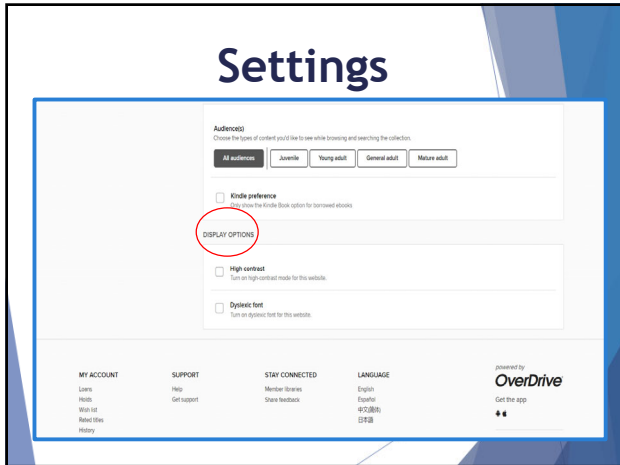 Settings
Audience(s)
Choose the types of content you'd like to see while browsing and searching the collection.
All audiences Juvenile Young adult General adult Mature adult
Kindle preference
Only show the Kindle Book option for borrowed ebooks
DISPLAY OPTIONS
High contrast
Turn on high-contrast mode for this website.
Dyslexic font
Turn on dyslexic font for this website.
MY ACCOUNT
Loans
Holds
Wish list
Rated titles
History
SUPPORT
Help
Get support
STAY CONNECTED
Member libraries
Share feedback
LANGUAGE
English
Español
中文(简体)
日本語
powered by
OverDrive
Get the app